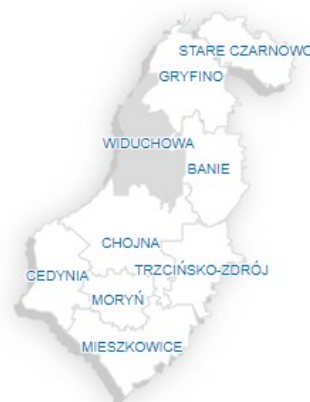 STARE CZARNOWO
GRYFINO
WIDUCHOWA
BANIE
CHOJNA
TRZCIŃSKO-ZDRÓJ
CEDYNIA
MORYŃ
MIESZKOWICE